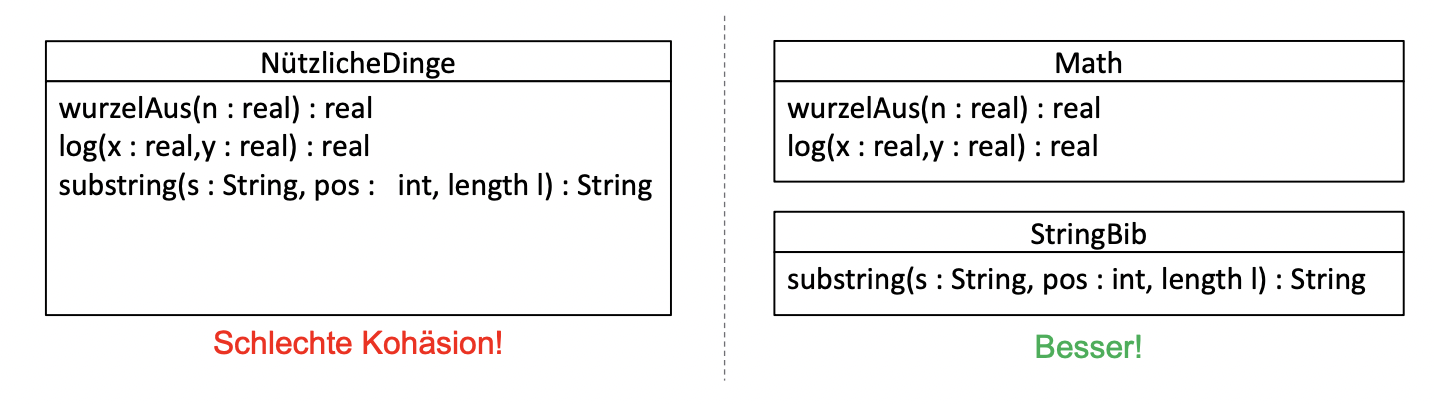 NützlicheDinge
wurzelAus(n : real) : real
log(x : real,y : real) : real
substring(s : String, pos :   int, length l) : String
Schlechte Kohäsion!
Math
wurzelAus(n : real) : real
log(x : real,y : real) : real
StringBib
substring(s : String, pos : int, length l) : String
Besser!